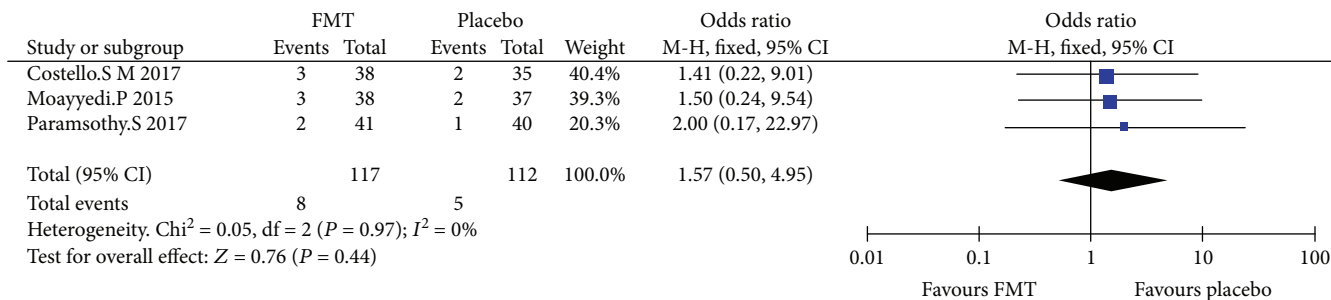 FMT Placebo Odds ratio Odds ratio
Study or subgroup Events Total Events Total Weight M-H, fixed, 95% CI M-H, fixed, 95% CI
Costello.S M 2017 3 38 2 35 40.4% 1.41 (0.22, 9.01)
Moayyedi.P 2015 3 38 2 37 39.3% 1.50 (0.24, 9.54)
Paramsothy.S 2017 2 41 1 40 20.3% 2.00 (0.17, 22.97)
Total (95% CI) 117 112 100.0% 1.57 (0.50, 4.95)
Total events 8 5
Heterogeneity. Chi² = 0.05, df = 2 (P = 0.97); I² = 0%
Test for overall effect: Z = 0.76 (P = 0.44)
0.01 0.1 1 10 100
Favours FMT Favours placebo